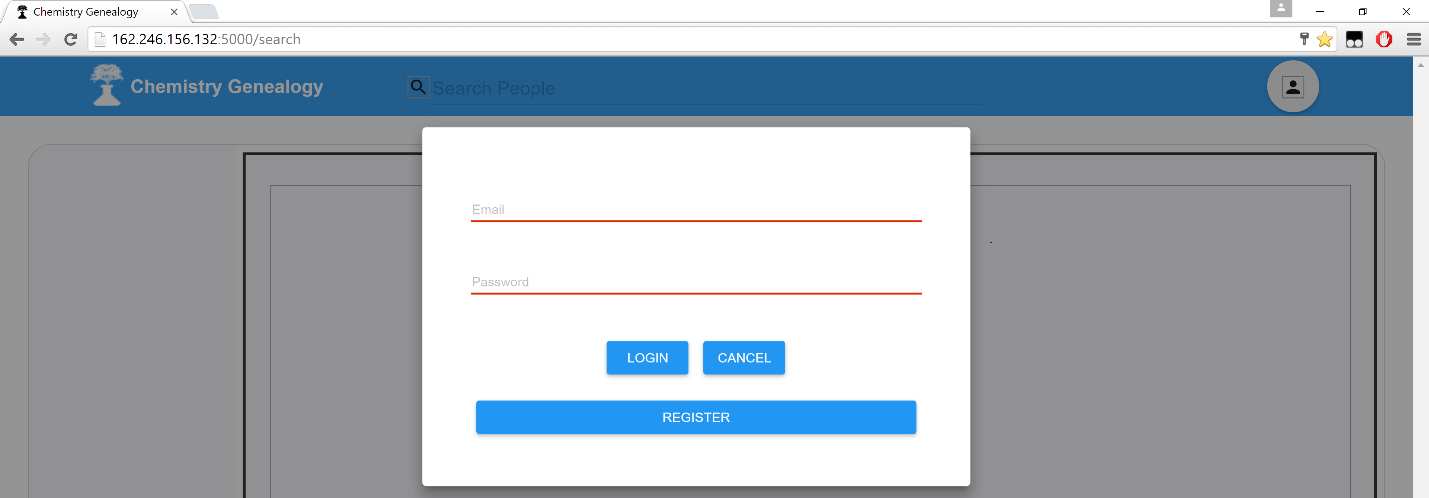 Chemistry Genealogy
162.246.156.132:5000/search
Chemistry Genealogy
Search People
Email
Password
LOGIN CANCEL
REGISTER